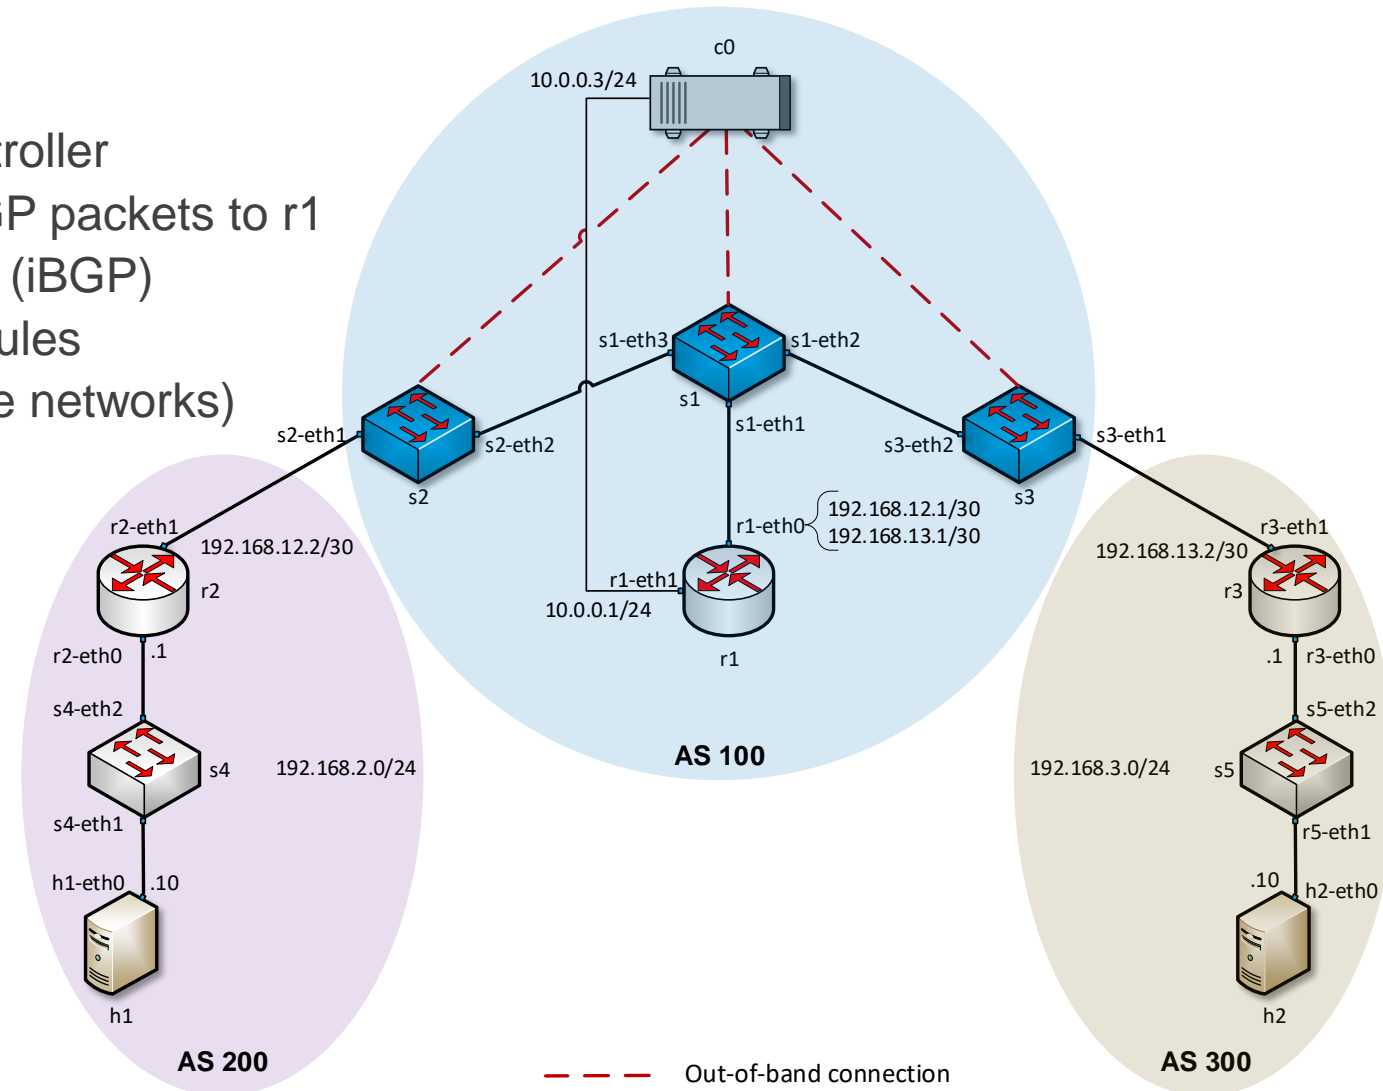 c0
10.0.0.3/24
troller
GP packets to r1
(iBGP)
ules
e networks)
s1-eth3
s1-eth2
s1
s1-eth1
s2-eth1
s2-eth2
s2
s3-eth2
s3-eth1
s3
r2-eth1
192.168.12.2/30
r2
r1-eth0
192.168.12.1/30
192.168.13.1/30
r1-eth1
10.0.0.1/24
r1
r3-eth1
192.168.13.2/30
r3
r2-eth0
.1
.1
r3-eth0
s4-eth2
s4
192.168.2.0/24
AS 100
192.168.3.0/24
s5-eth2
s5
s4-eth1
r5-eth1
h1-eth0
.10
.10
h2-eth0
h1
h2
AS 200
AS 300
Out-of-band connection